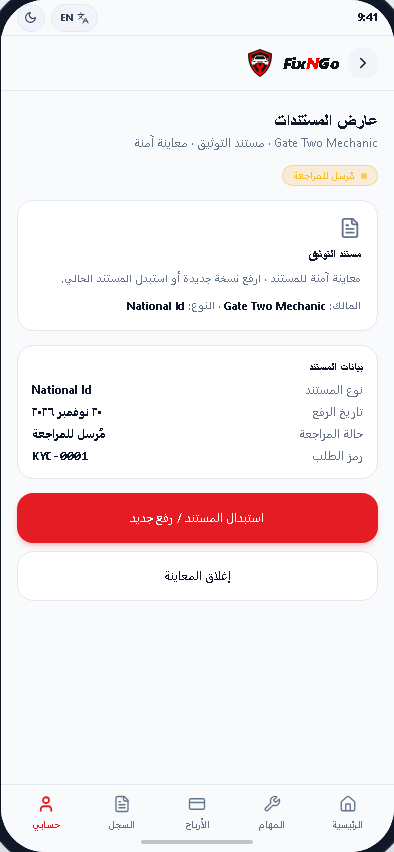 9:41
EN
FixNGo
عارض المستندات
Gate Two Mechanic · مستند التوثيق · معاينة آمنة
مُرسل للمراجعة
مستند التوثيق
معاينة آمنة للمستند · ارفع نسخة جديدة أو استبدل المستند الحالي.
المالك: Gate Two Mechanic · النوع: National Id
بيانات المستند
نوع المستند National Id
تاريخ الرفع ٢٠ نوفمبر ٢٠٢٦
حالة المراجعة مُرسل للمراجعة
رمز الطلب KYC-0001
استبدال المستند / رفع جديد
إغلاق المعاينة
الرئيسية
المهام
الأرباح
السجل
حسابي